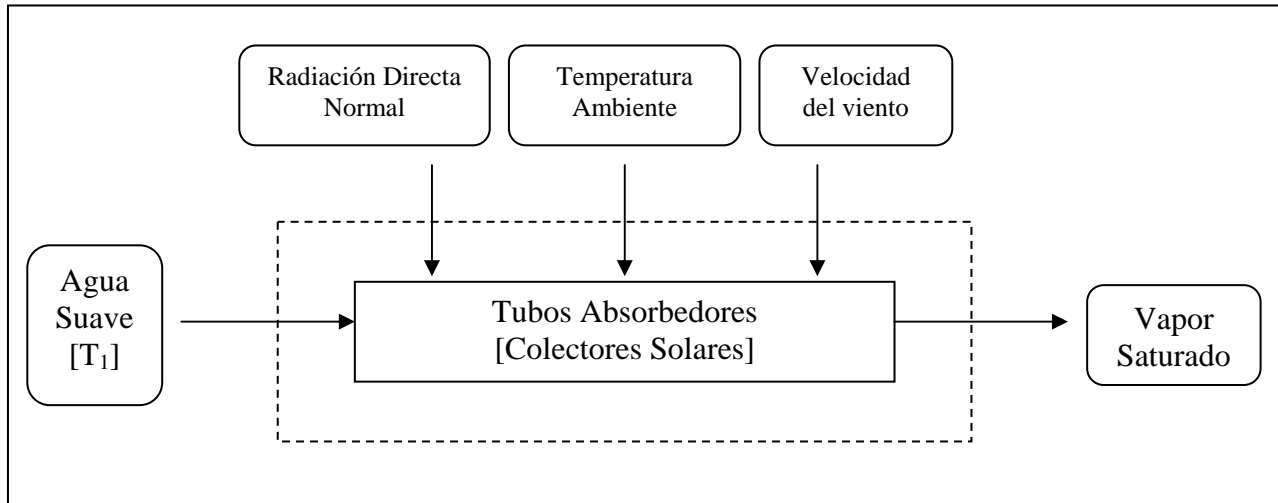 Radiación Directa
Normal
Temperatura
Ambiente
Velocidad
del viento
Agua
Suave
[T₁]
Tubos Absorbedores
[Colectores Solares]
Vapor
Saturado